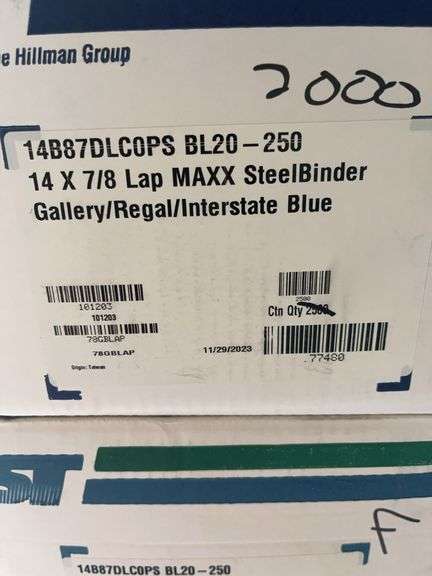 e Hillman Group
2000
14B87DLC0PS BL20-250
14 X 7/8 Lap MAXX SteelBinder
Gallery/Regal/Interstate Blue
101203
101203
78GBLAP
78GBLAP
Origin: Taiwan
11/29/2023
2500
Ctn Qty 2500
.77480
ST
F
14B87DLC0PS BL20-250